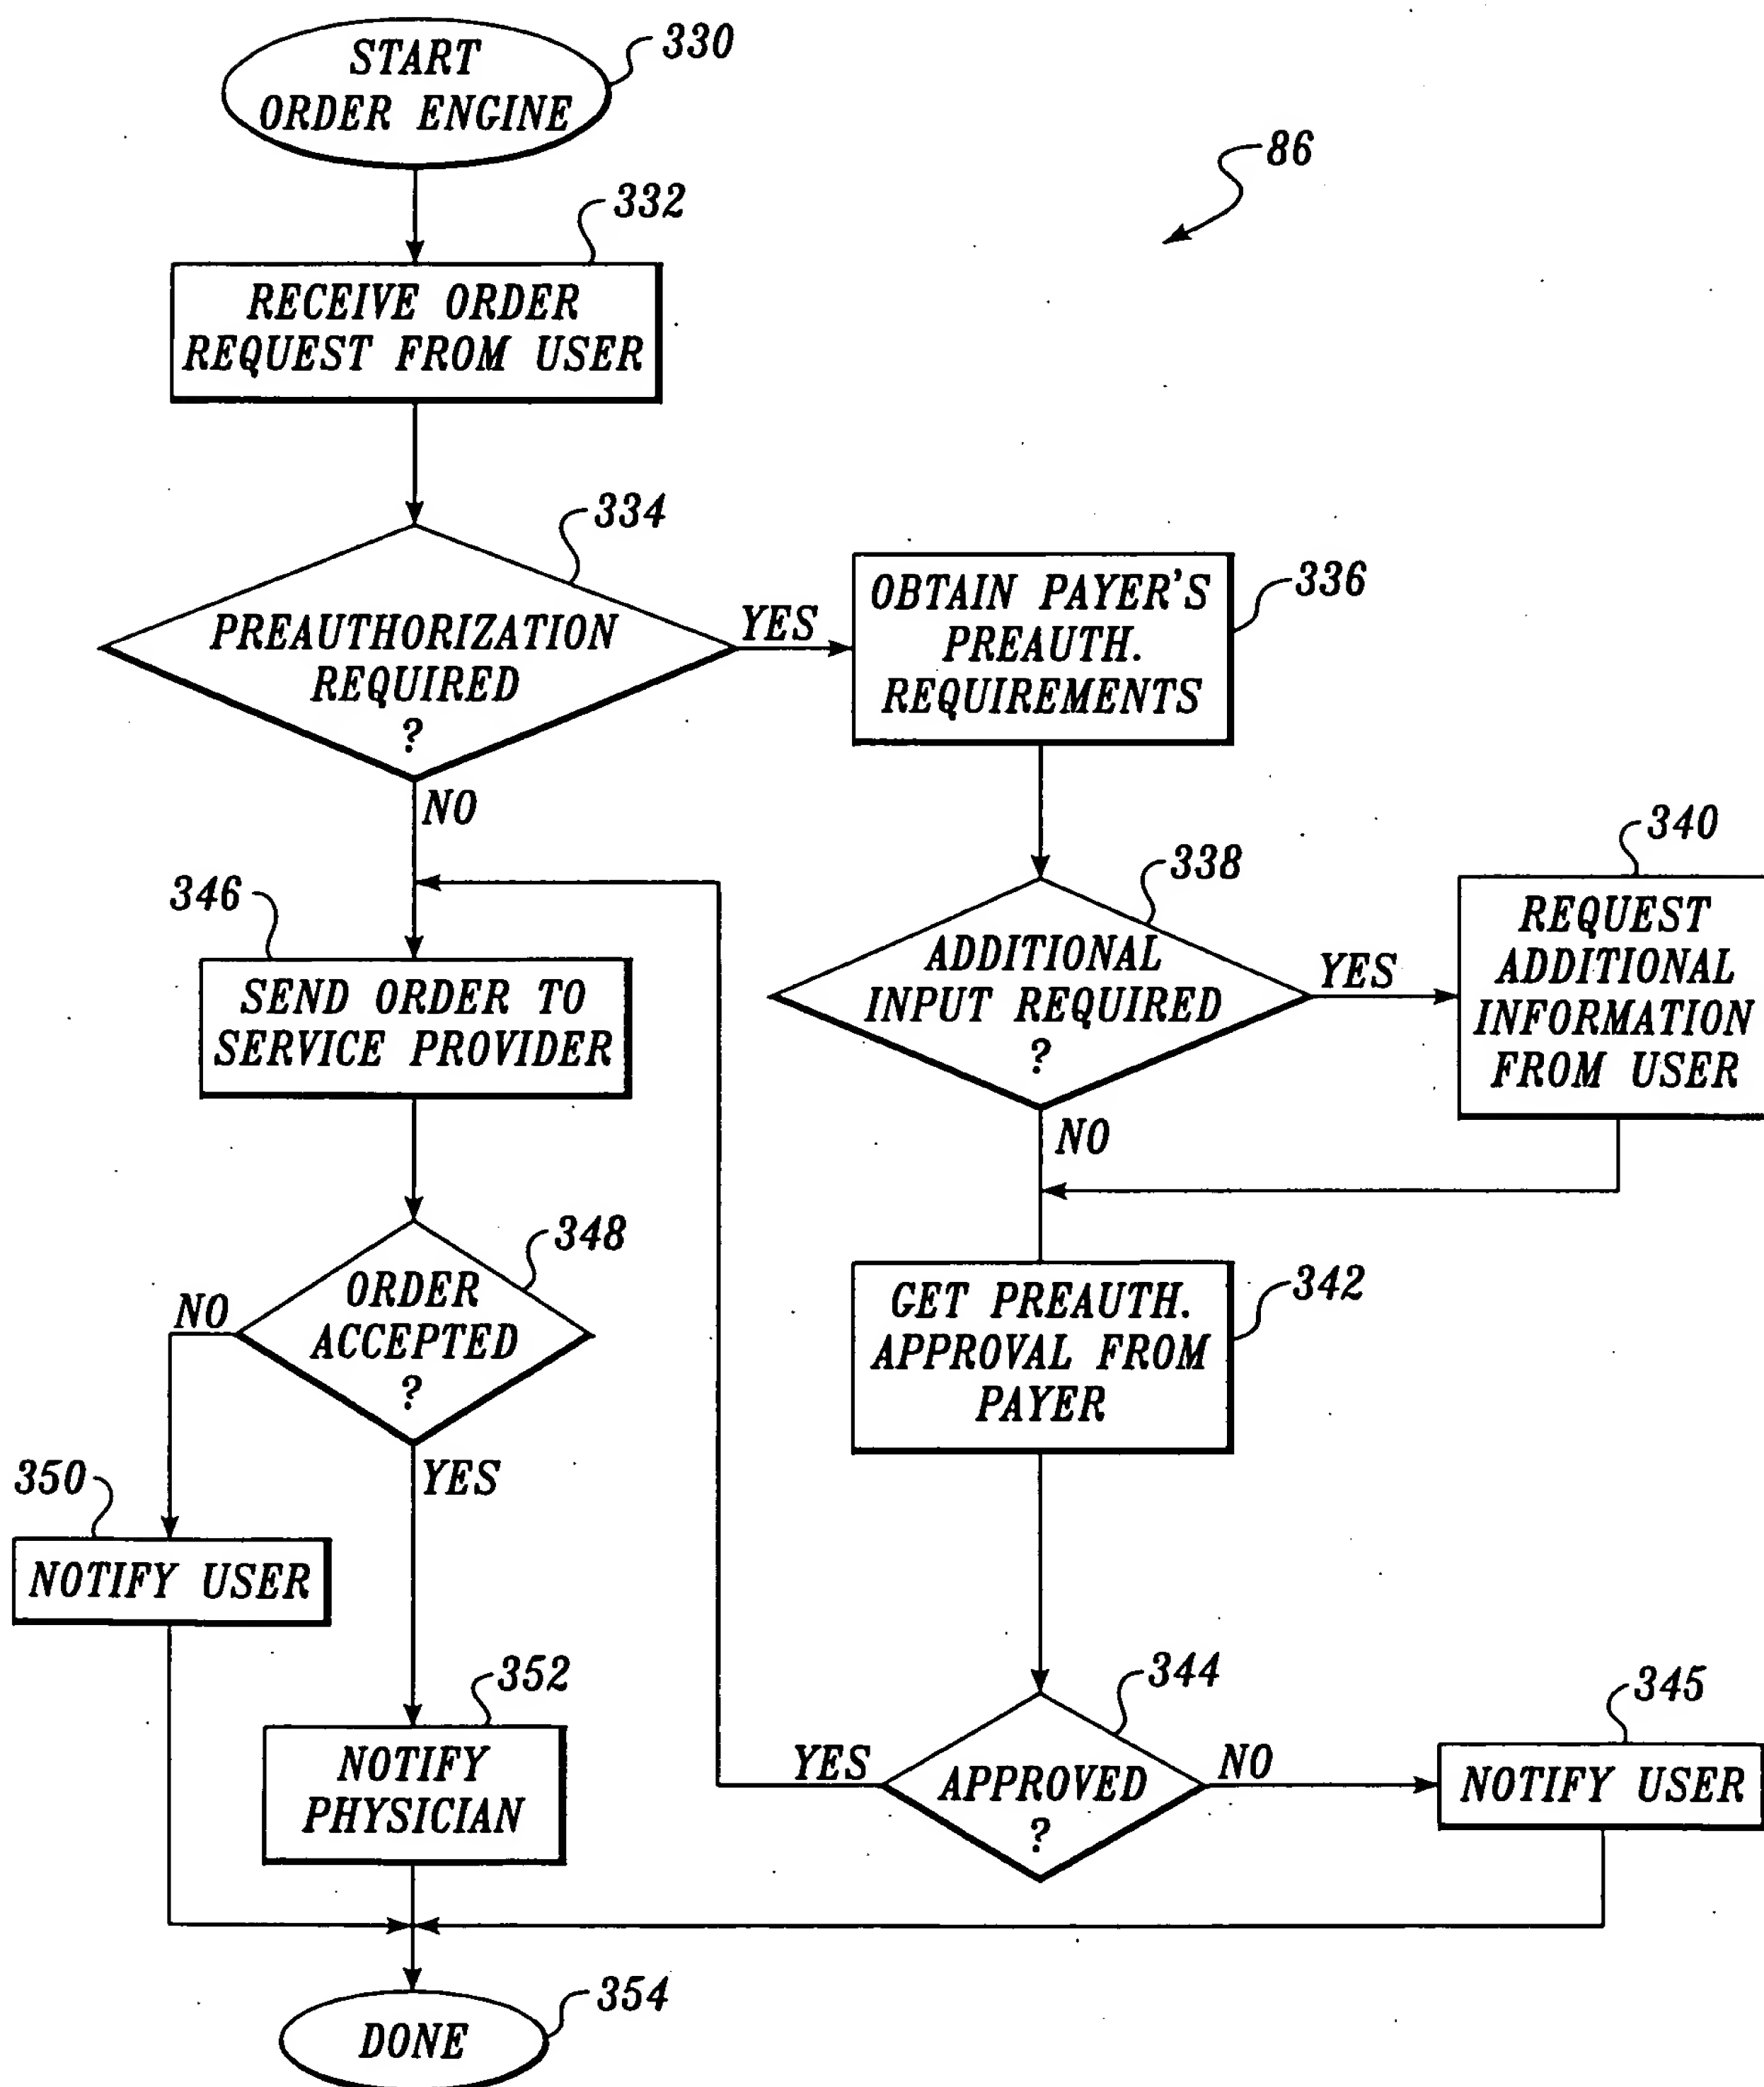 START
ORDER ENGINE
330
86
332
RECEIVE ORDER
REQUEST FROM USER
334
PREAUTHORIZATION
REQUIRED
?
YES
NO
OBTAIN PAYER'S
PREAUTH.
REQUIREMENTS
336
338
ADDITIONAL
INPUT REQUIRED
?
YES
NO
340
REQUEST
ADDITIONAL
INFORMATION
FROM USER
346
SEND ORDER TO
SERVICE PROVIDER
348
ORDER
ACCEPTED
?
NO
YES
GET PREAUTH.
APPROVAL FROM
PAYER
342
350
NOTIFY USER
352
NOTIFY
PHYSICIAN
344
APPROVED
?
YES
NO
345
NOTIFY USER
DONE
354